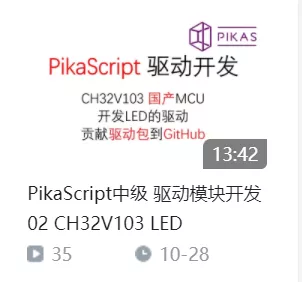 PIKAS
PikaScript 驱动开发
CH32V103 国产MCU
开发LED的驱动
贡献驱动包到GitHub
13:42
PikaScript中级 驱动模块开发
02 CH32V103 LED
35 10-28